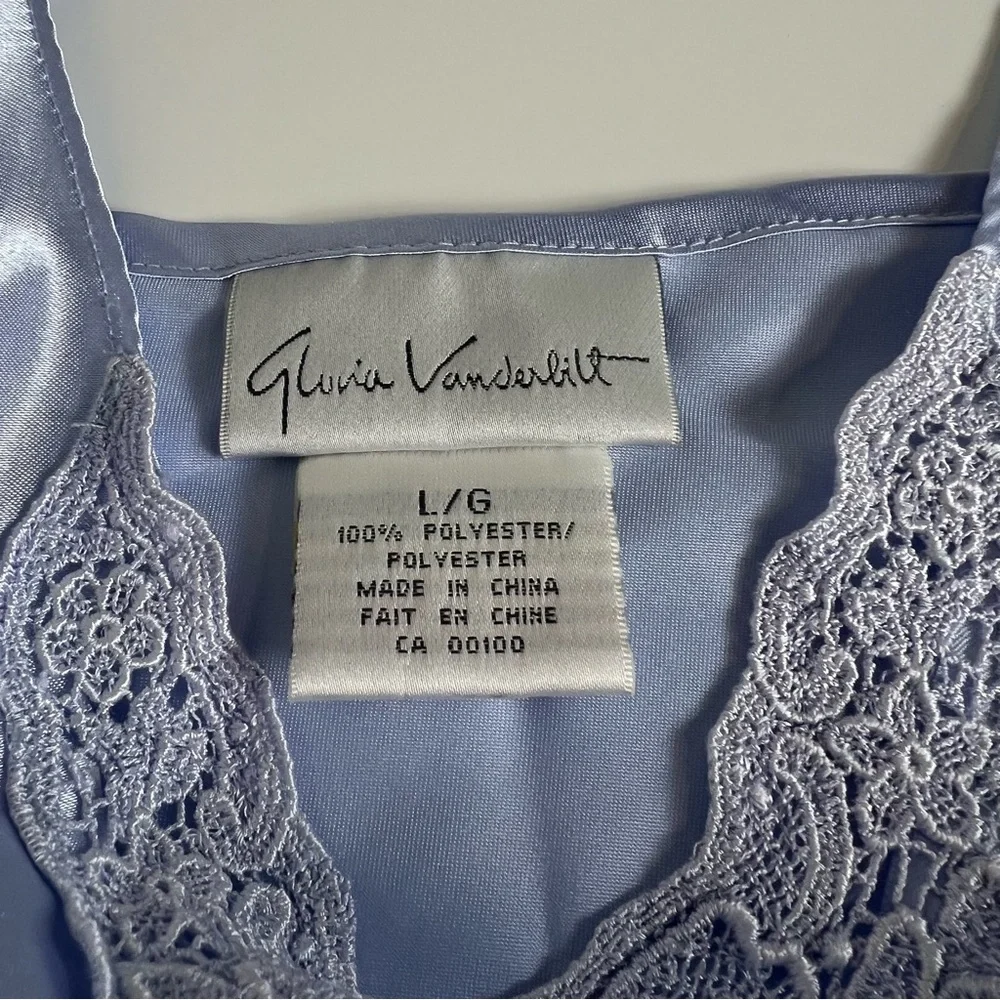 Gloria Vanderbilt
L/G
100% POLYESTER/
POLYESTER
MADE IN CHINA
FAIT EN CHINE
CA 00100